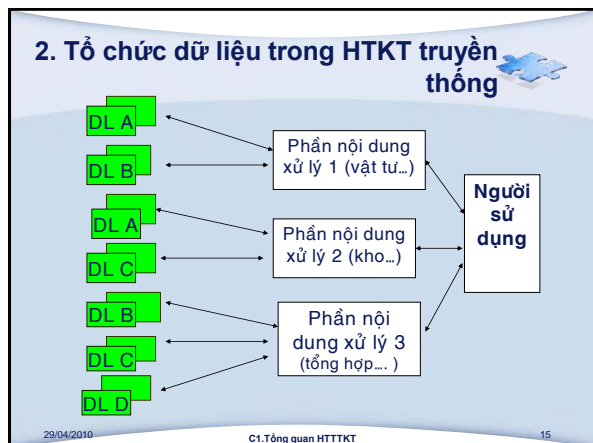 2. Tổ chức dữ liệu trong HTKT truyền
thống
DL A
DL B
DL A
DL C
DL B
DL C
DL D
Phần nội dung
xử lý 1 (vật tư…)
Phần nội dung
xử lý 2 (kho…)
Phần nội
dung xử lý 3
(tổng hợp…. )
Người
sử
dụng
29/04/2010
C1.Tổng quan HTTTKT
15